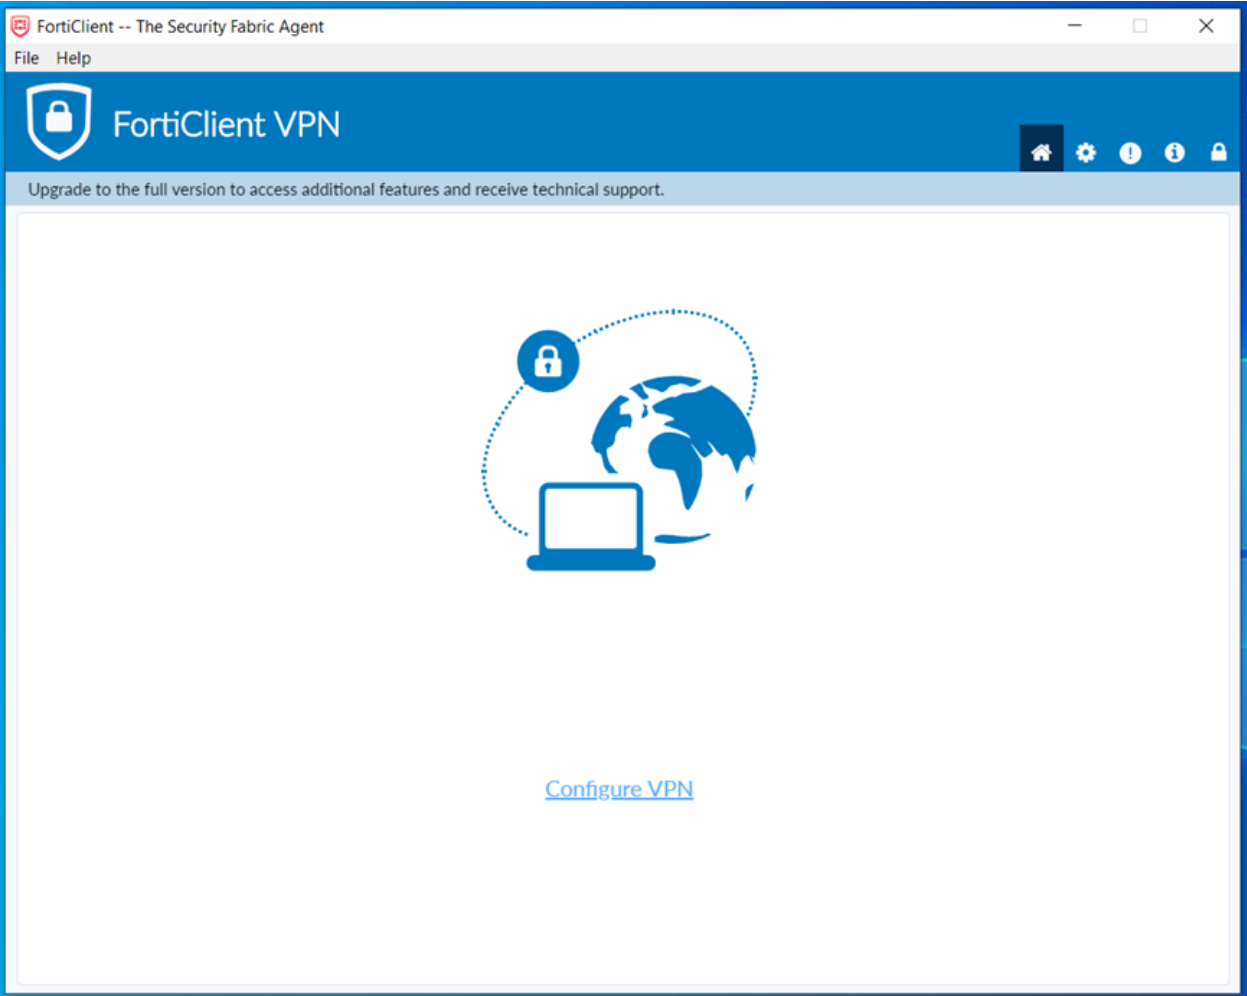 FortiClient -- The Security Fabric Agent
File Help
FortiClient VPN
Upgrade to the full version to access additional features and receive technical support.
Configure VPN